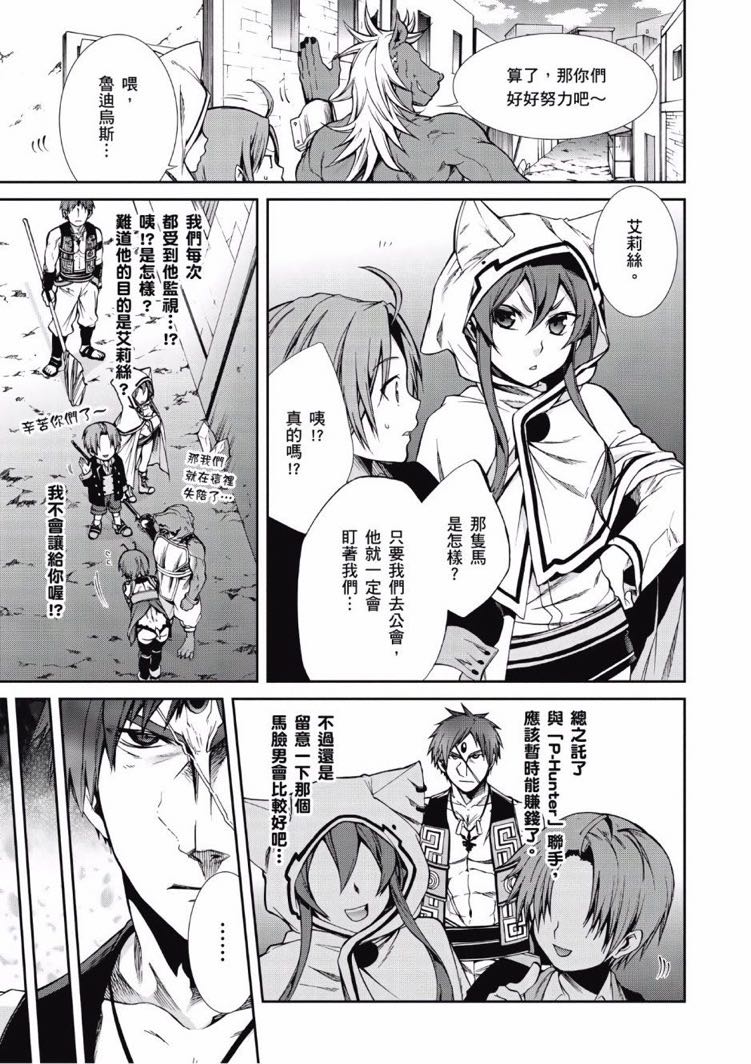 算了，那你們
好好努力吧～
喂，
魯迪烏斯…
艾莉絲。
咦!?
真的嗎!?
那隻馬
是怎樣？
只要我們去公會，
他就一定會
盯著我們…
我們每次
都受到他監視…!?
咦!?是怎樣？
難道他的目的是艾莉絲？
辛苦你們了～
那我們
就在這裡
失陪了…
我不會讓給你喔!?
總之託了
與「P-Hunter」聯手，
應該暫時能賺錢了。
不過還是
留意一下那個
馬臉男會比較好吧…
……